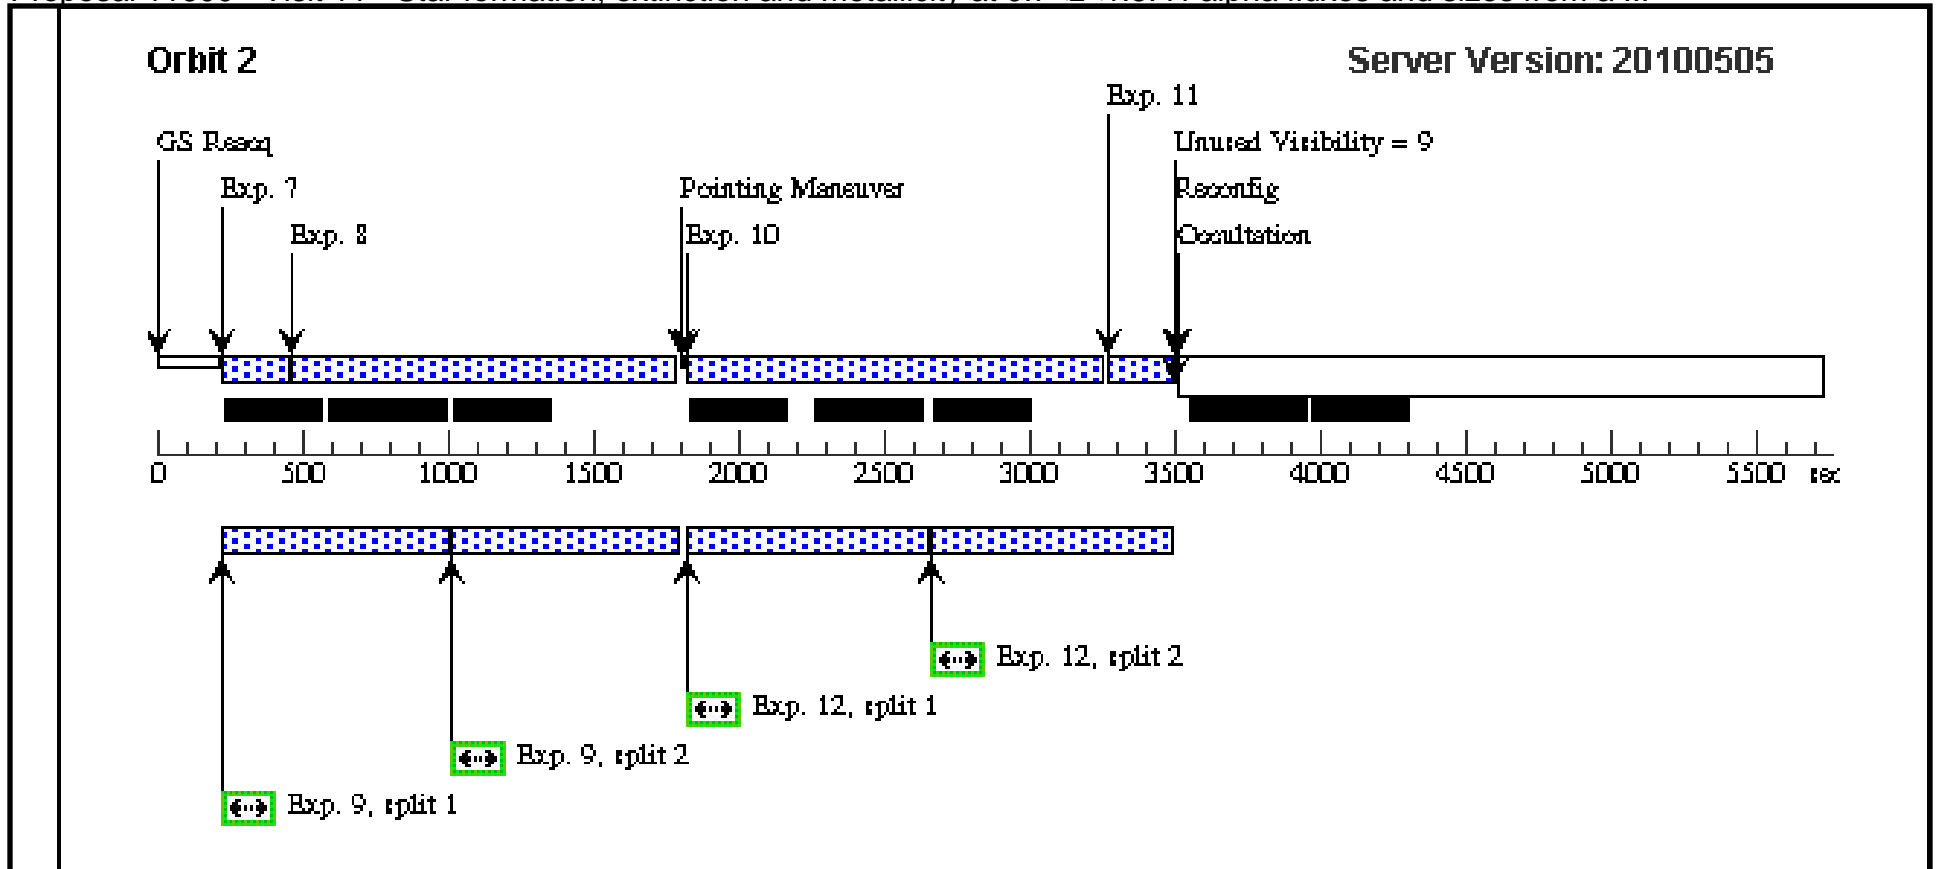 Orbit 2
Server Version: 20100505
Exp. 11
GS Reacq
Unused Visibility = 9
Exp. 7
Pointing Maneuver
Reconfig
Exp. 8
Exp. 10
Occultation
0 500 1000 1500 2000 2500 3000 3500 4000 4500 5000 5500 sec
Exp. 12, split 2
Exp. 12, split 1
Exp. 9, split 2
Exp. 9, split 1